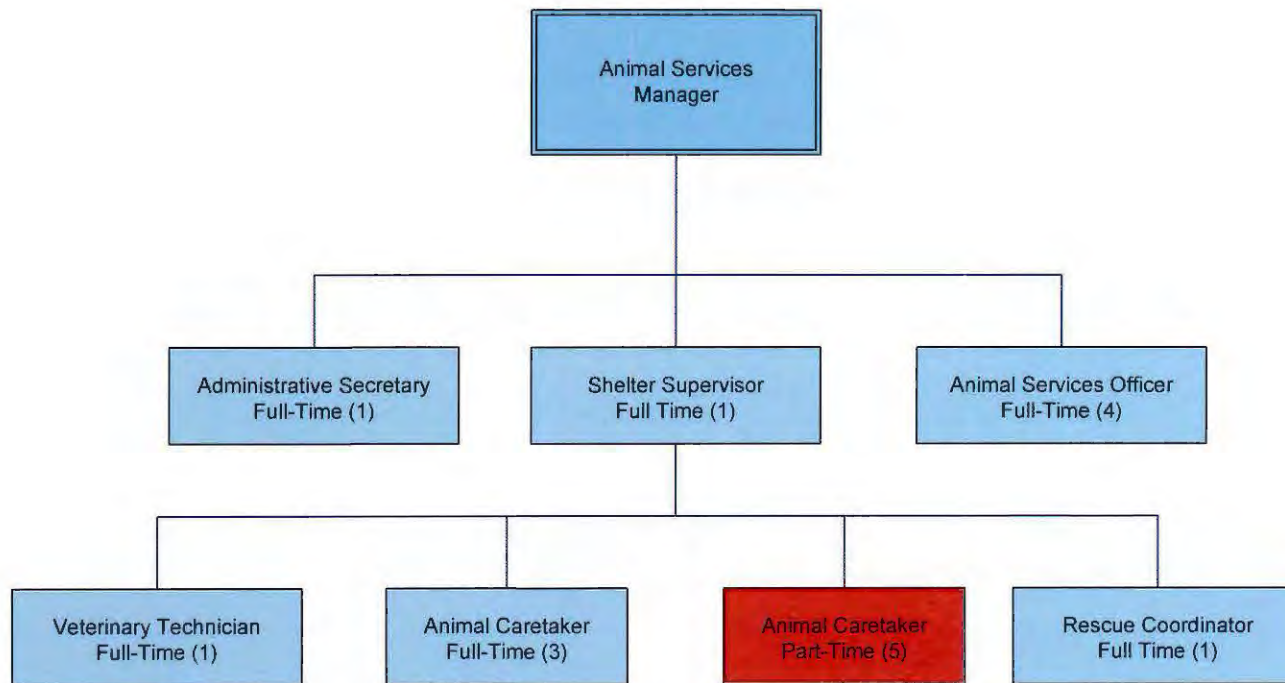 Animal Services
Manager
Administrative Secretary
Full-Time (1)
Shelter Supervisor
Full Time (1)
Animal Services Officer
Full-Time (4)
Veterinary Technician
Full-Time (1)
Animal Caretaker
Full-Time (3)
Animal Caretaker
Part-Time (5)
Rescue Coordinator
Full Time (1)